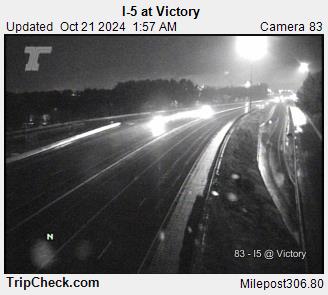 I-5 at Victory
Updated Oct 21 2024 1:57 AM Camera 83
T
N
83 - I5 @ Victory
TripCheck.com Milepost306.80